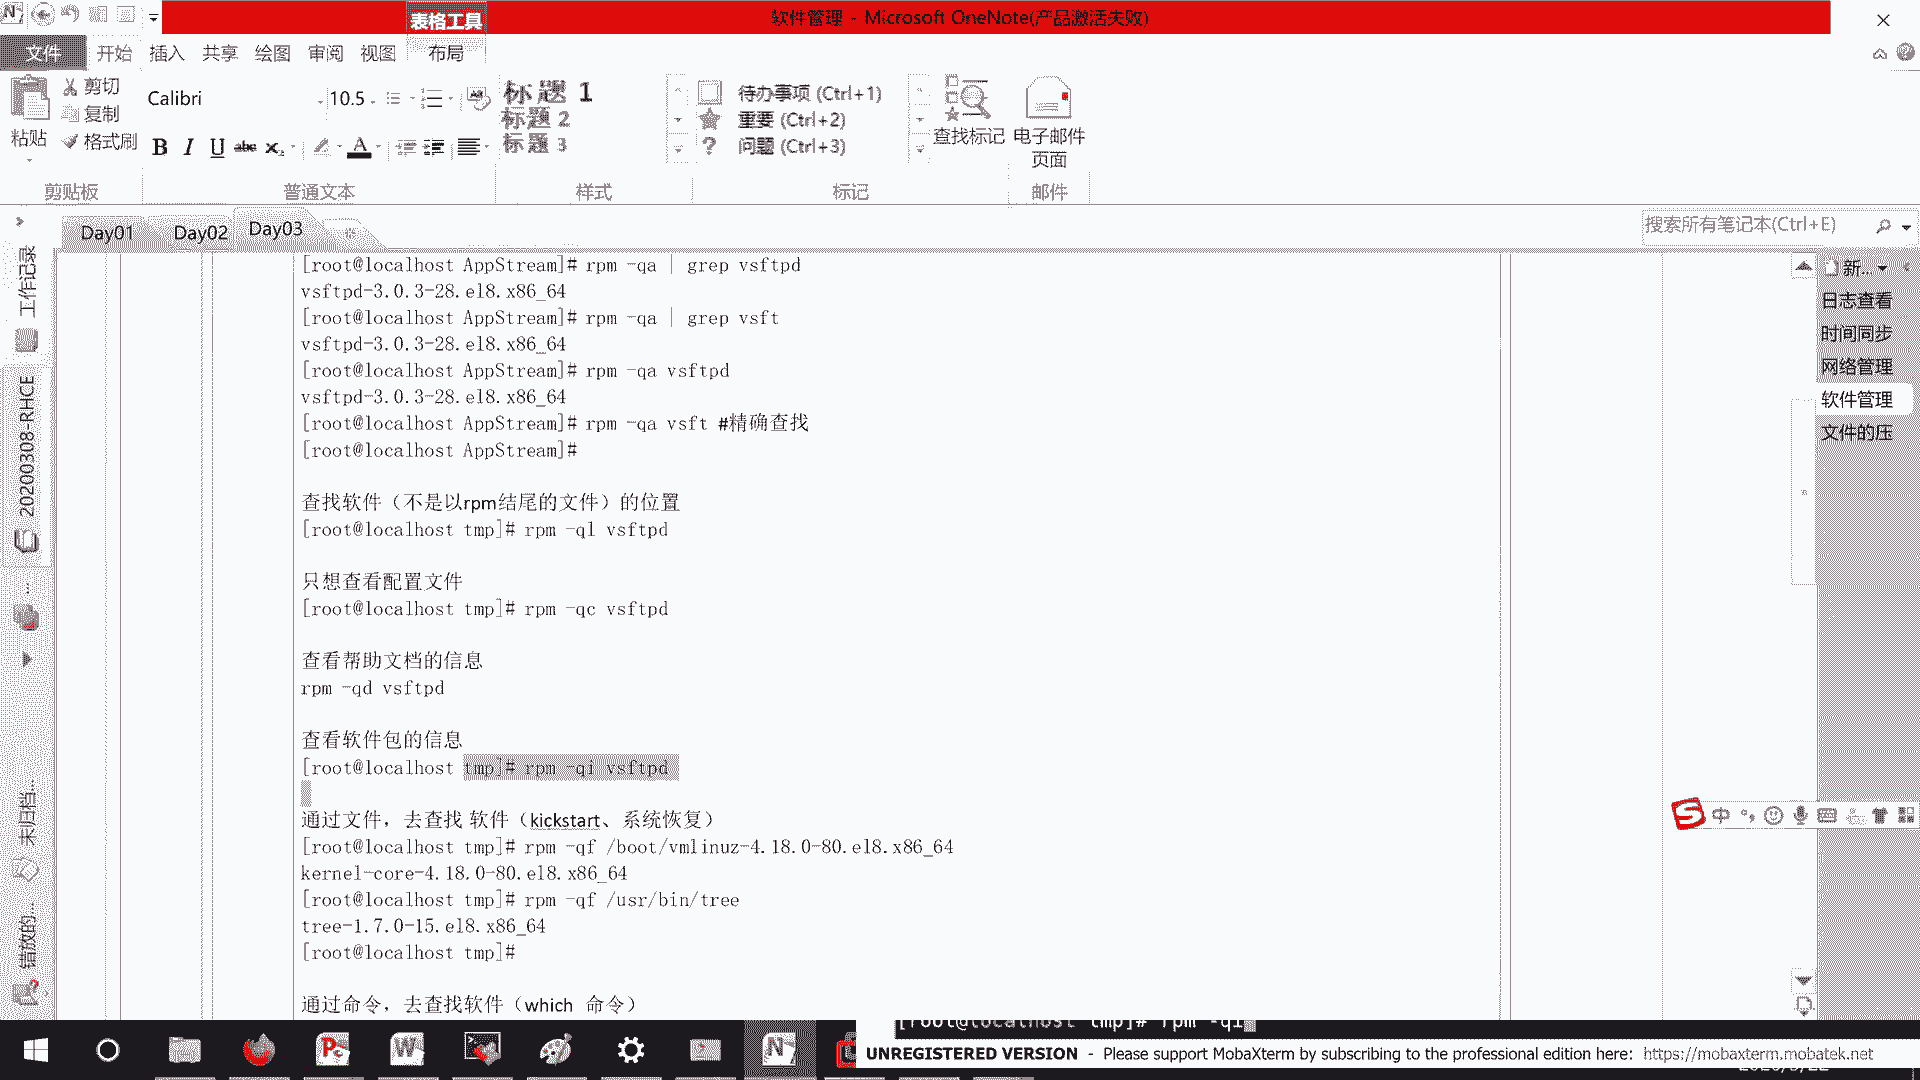 表格工具
软件管理 - Microsoft OneNote(产品激活失败)
文件 开始 插入 共享 绘图 审阅 视图 布局
粘贴
剪切
复制
格式刷
Calibri 10.5
B I U abc x₂ A
标题 1
标题 2
标题 3
待办事项 (Ctrl+1)
重要 (Ctrl+2)
问题 (Ctrl+3)
查找标记
电子邮件
页面
剪贴板 普通文本 样式 标记 邮件
Day01 Day02 Day03
搜索所有笔记本(Ctrl+E)
工作记录
20200308-RHCE
...
未归档...
错放的...
[root@localhost AppStream]# rpm -qa | grep vsftpd
vsftpd-3.0.3-28.el8.x86_64
[root@localhost AppStream]# rpm -qa | grep vsft
vsftpd-3.0.3-28.el8.x86_64
[root@localhost AppStream]# rpm -qa vsftpd
vsftpd-3.0.3-28.el8.x86_64
[root@localhost AppStream]# rpm -qa vsft #精确查找
[root@localhost AppStream]#
查找软件（不是以rpm结尾的文件）的位置
[root@localhost tmp]# rpm -ql vsftpd
只想查看配置文件
[root@localhost tmp]# rpm -qc vsftpd
查看帮助文档的信息
rpm -qd vsftpd
查看软件包的信息
[root@localhost tmp]# rpm -qi vsftpd
通过文件，去查找 软件（kickstart、系统恢复）
[root@localhost tmp]# rpm -qf /boot/vmlinuz-4.18.0-80.el8.x86_64
kernel-core-4.18.0-80.el8.x86_64
[root@localhost tmp]# rpm -qf /usr/bin/tree
tree-1.7.0-15.el8.x86_64
[root@localhost tmp]#
通过命令，去查找软件（which 命令）
新...
日志查看
时间同步
网络管理
软件管理
文件的压
中
[root@localhost tmp]# rpm -qi
UNREGISTERED VERSION - Please support MobaXterm by subscribing to the professional edition here: https://mobaxterm.mobatek.net